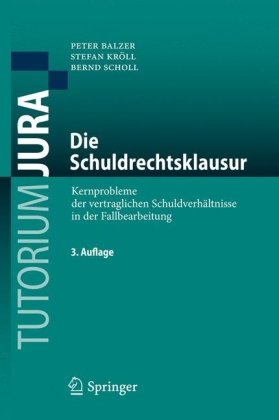 PETER BALZER
STEFAN KRÖLL
BERND SCHOLL
TUTORIUM JURA
Die
Schuldrechtsklausur
Kernprobleme
der vertraglichen Schuldverhältnisse
in der Fallbearbeitung
3. Auflage
Springer